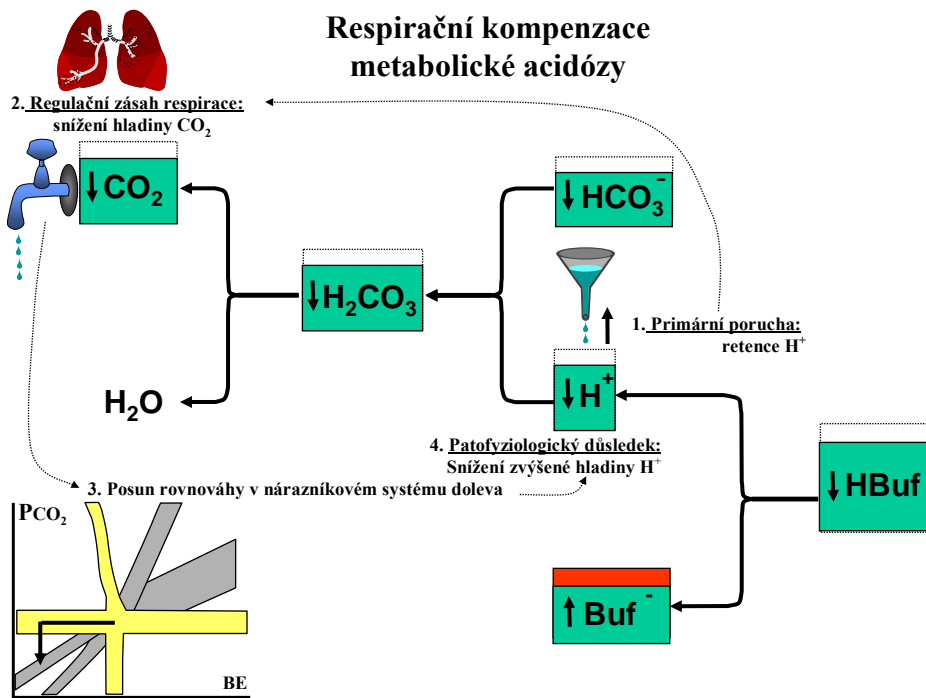 Respirační kompenzace
metabolické acidózy
2. Regulační zásah respirace:
snížení hladiny CO₂
↓ CO₂
↓ HCO₃⁻
↓ H₂CO₃
1. Primární porucha:
retence H⁺
↑
↓ H⁺
H₂O
4. Patofyziologický důsledek:
Snížení zvýšené hladiny H⁺
3. Posun rovnováhy v nárazníkovém systému doleva
↓ HBuf
PCO₂
↑ Buf⁻
BE